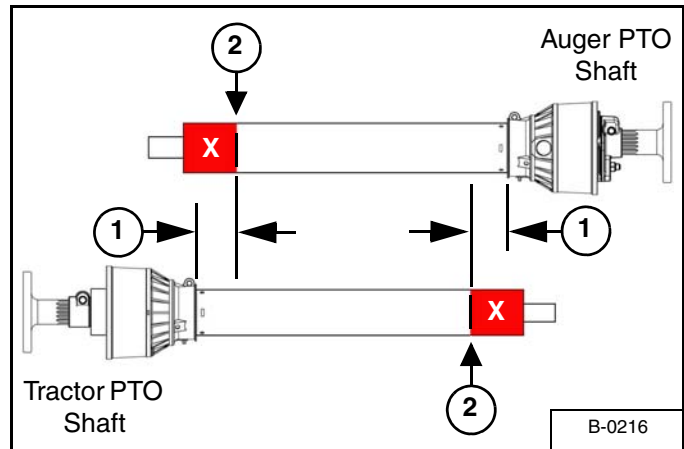 2
Auger PTO
Shaft
X
1
1
X
Tractor PTO
Shaft
2
B-0216